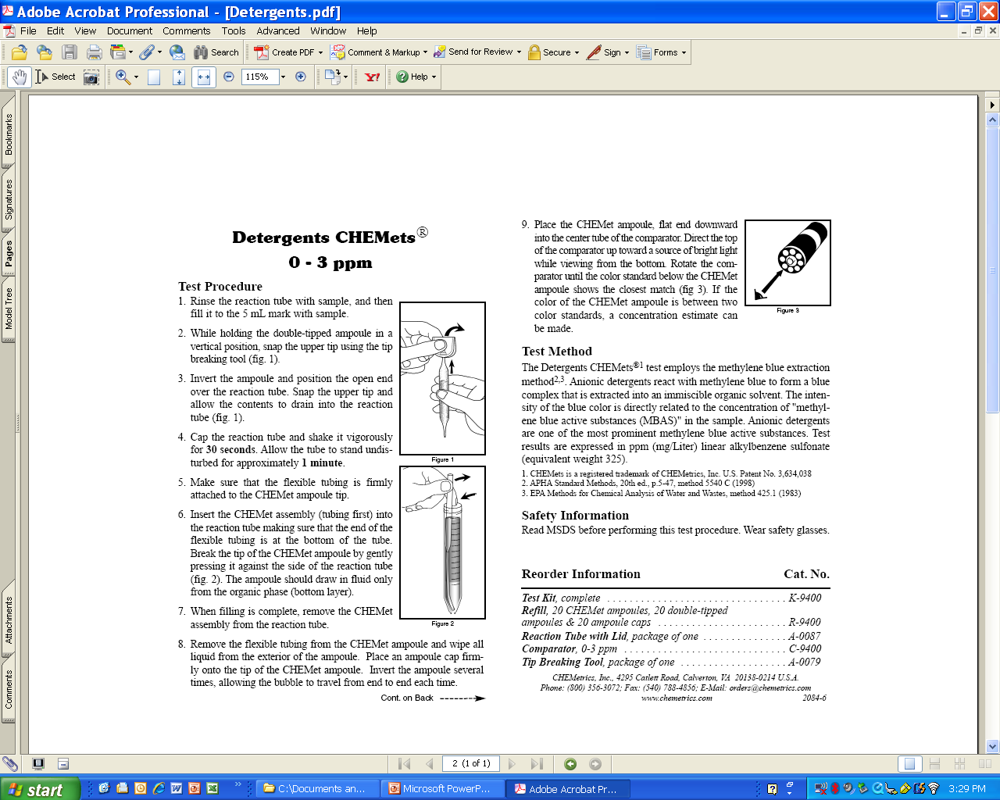 Adobe Acrobat Professional - [Detergents.pdf]
File Edit View Document Comments Tools Advanced Window Help
Search Create PDF Comment & Markup Send for Review Secure Sign Forms
Select 115% Y! Help
Bookmarks
Signatures
Pages
Model Tree
Attachments
Comments
Detergents CHEMets®
0 - 3 ppm
Test Procedure
1. Rinse the reaction tube with sample, and then
fill it to the 5 mL mark with sample.
2. While holding the double-tipped ampoule in a
vertical position, snap the upper tip using the tip
breaking tool (fig. 1).
3. Invert the ampoule and position the open end
over the reaction tube. Snap the upper tip and
allow the contents to drain into the reaction
tube (fig. 1).
4. Cap the reaction tube and shake it vigorously
for 30 seconds. Allow the tube to stand undis-
turbed for approximately 1 minute.
Figure 1
5. Make sure that the flexible tubing is firmly
attached to the CHEMet ampoule tip.
6. Insert the CHEMet assembly (tubing first) into
the reaction tube making sure that the end of the
flexible tubing is at the bottom of the tube.
Break the tip of the CHEMet ampoule by gently
pressing it against the side of the reaction tube
(fig. 2). The ampoule should draw in fluid only
from the organic phase (bottom layer).
7. When filling is complete, remove the CHEMet
assembly from the reaction tube.
Figure 2
8. Remove the flexible tubing from the CHEMet ampoule and wipe all
liquid from the exterior of the ampoule. Place an ampoule cap firm-
ly onto the tip of the CHEMet ampoule. Invert the ampoule several
times, allowing the bubble to travel from end to end each time.
Cont. on Back
9. Place the CHEMet ampoule, flat end downward
into the center tube of the comparator. Direct the top
of the comparator up toward a source of bright light
while viewing from the bottom. Rotate the com-
parator until the color standard below the CHEMet
ampoule shows the closest match (fig 3). If the
color of the CHEMet ampoule is between two
color standards, a concentration estimate can
be made.
Figure 3
Test Method
The Detergents CHEMets®1 test employs the methylene blue extraction
method2,3. Anionic detergents react with methylene blue to form a blue
complex that is extracted into an immiscible organic solvent. The inten-
sity of the blue color is directly related to the concentration of "methyl-
ene blue active substances (MBAS)" in the sample. Anionic detergents
are one of the most prominent methylene blue active substances. Test
results are expressed in ppm (mg/Liter) linear alkylbenzene sulfonate
(equivalent weight 325).
1. CHEMets is a registered trademark of CHEMetrics, Inc. U.S. Patent No. 3,634,038
2. APHA Standard Methods, 20th ed., p.5-47, method 5540 C (1998)
3. EPA Methods for Chemical Analysis of Water and Wastes, method 425.1 (1983)
Safety Information
Read MSDS before performing this test procedure. Wear safety glasses.
Reorder Information Cat. No.
Test Kit, complete . . . . . . . . . . . . . . . . . . . . . . . . . . . . . . . . K-9400
Refill, 20 CHEMet ampoules, 20 double-tipped
ampoules & 20 ampoule caps . . . . . . . . . . . . . . . . . . . . . . . R-9400
Reaction Tube with Lid, package of one . . . . . . . . . . . . . . . A-0087
Comparator, 0-3 ppm . . . . . . . . . . . . . . . . . . . . . . . . . . . . . C-9400
Tip Breaking Tool, package of one . . . . . . . . . . . . . . . . . . . A-0079
CHEMetrics, Inc., 4295 Catlett Road, Calverton, VA 20138-0214 U.S.A.
Phone: (800) 356-3072; Fax: (540) 788-4856; E-Mail: orders@chemetrics.com
www.chemetrics.com 2084-6
2 (1 of 1)
start C:\Documents an... Microsoft PowerP... Adobe Acrobat Pr... 3:29 PM